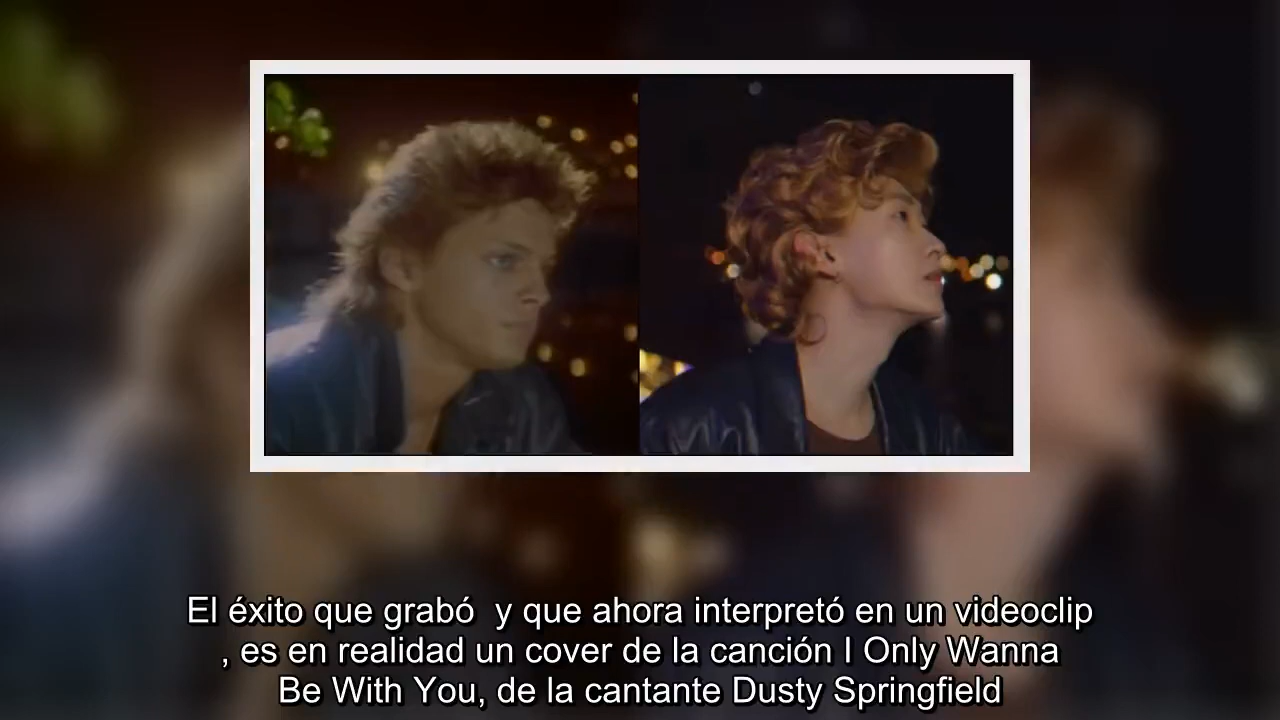 El éxito que grabó  y que ahora interpretó en un videoclip
, es en realidad un cover de la canción I Only Wanna
Be With You, de la cantante Dusty Springfield